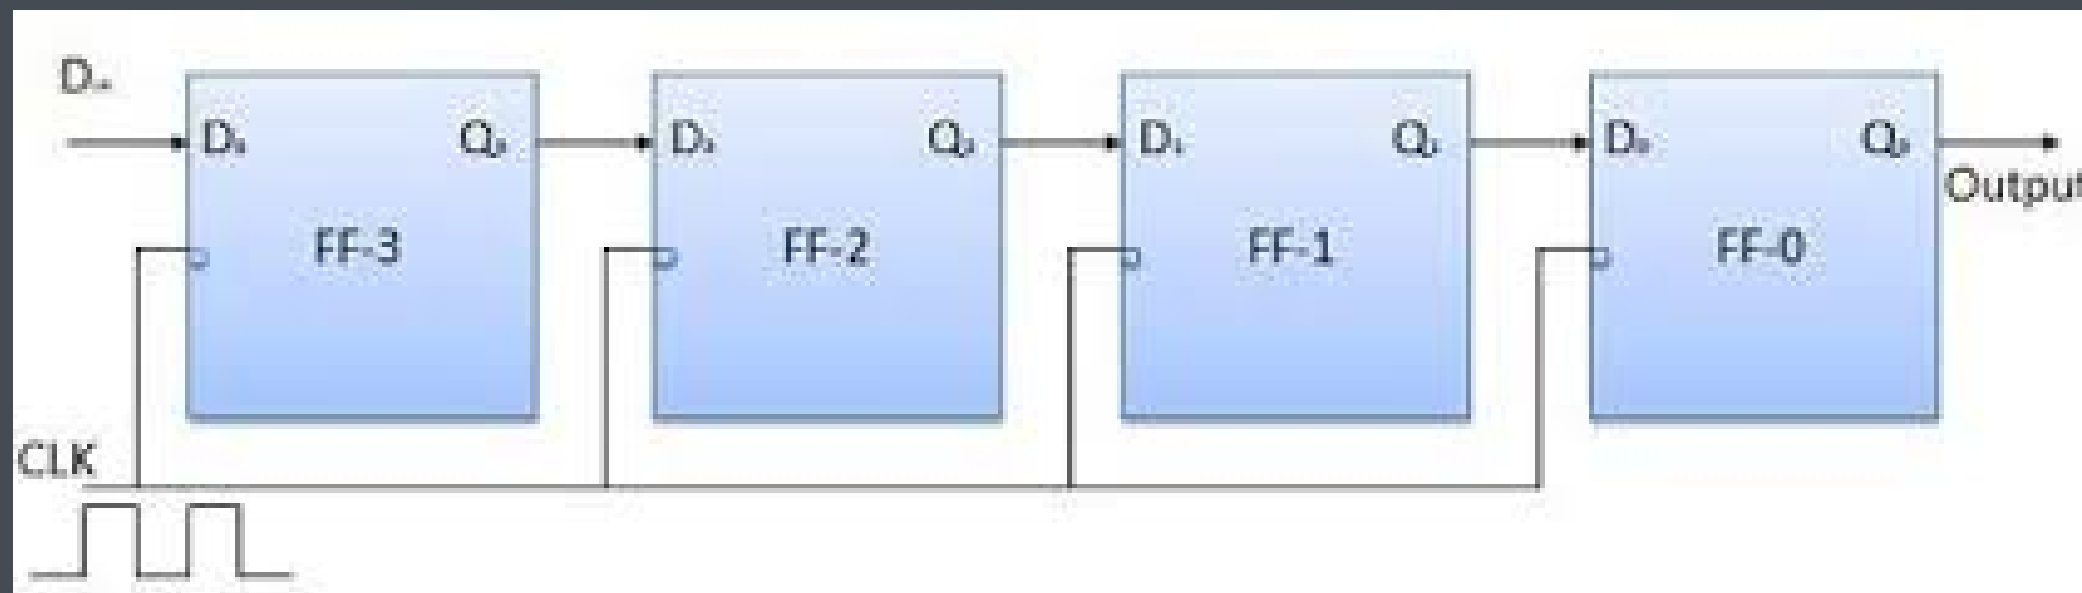 D
D Q D Q D Q D Q
Output
FF-3 FF-2 FF-1 FF-0
CLK